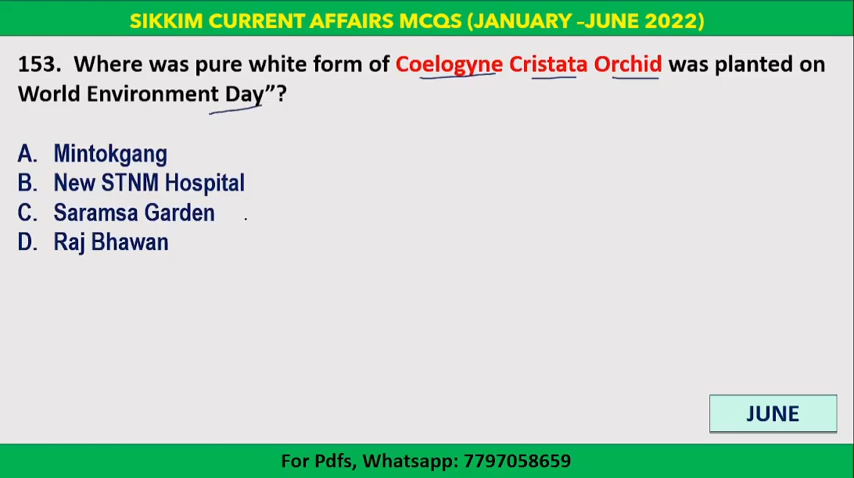 SIKKIM CURRENT AFFAIRS MCQS (JANUARY –JUNE 2022)
153. Where was pure white form of Coelogyne Cristata Orchid was planted on
World Environment Day”?
A. Mintokgang
B. New STNM Hospital
C. Saramsa Garden
D. Raj Bhawan
JUNE
For Pdfs, Whatsapp: 7797058659